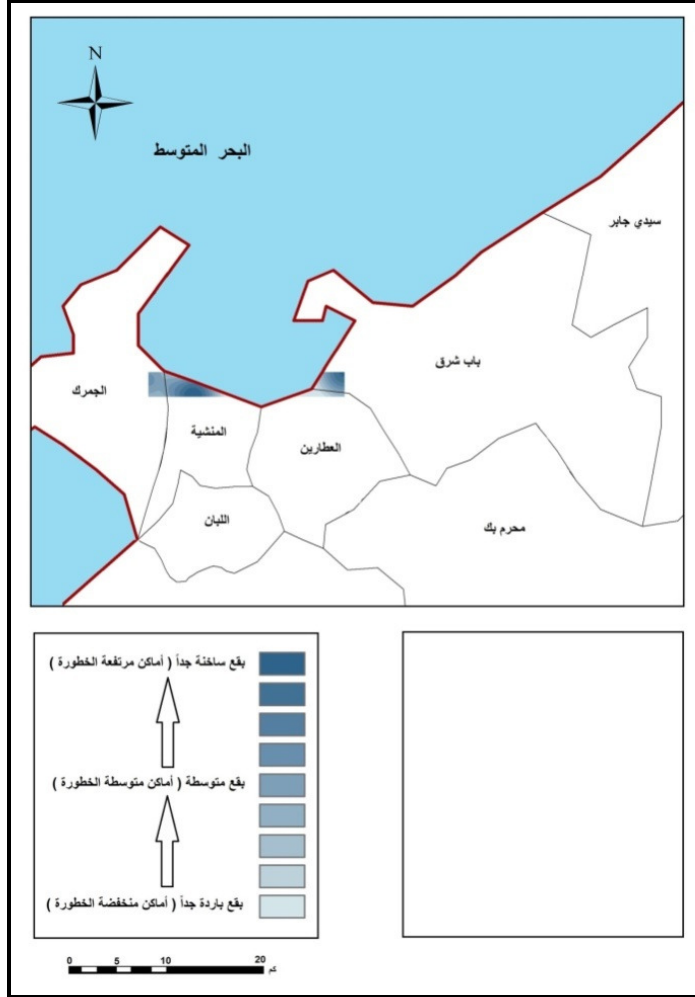 N
البحر المتوسط
سيدي جابر
باب شرق
الجمرك
المنشية
العطارين
محرم بك
اللبان
بقع ساخنة جداً ( أماكن مرتفعة الخطورة )
بقع متوسطة ( أماكن متوسطة الخطورة )
بقع باردة جداً ( أماكن منخفضة الخطورة )
0 5 10 20
كم